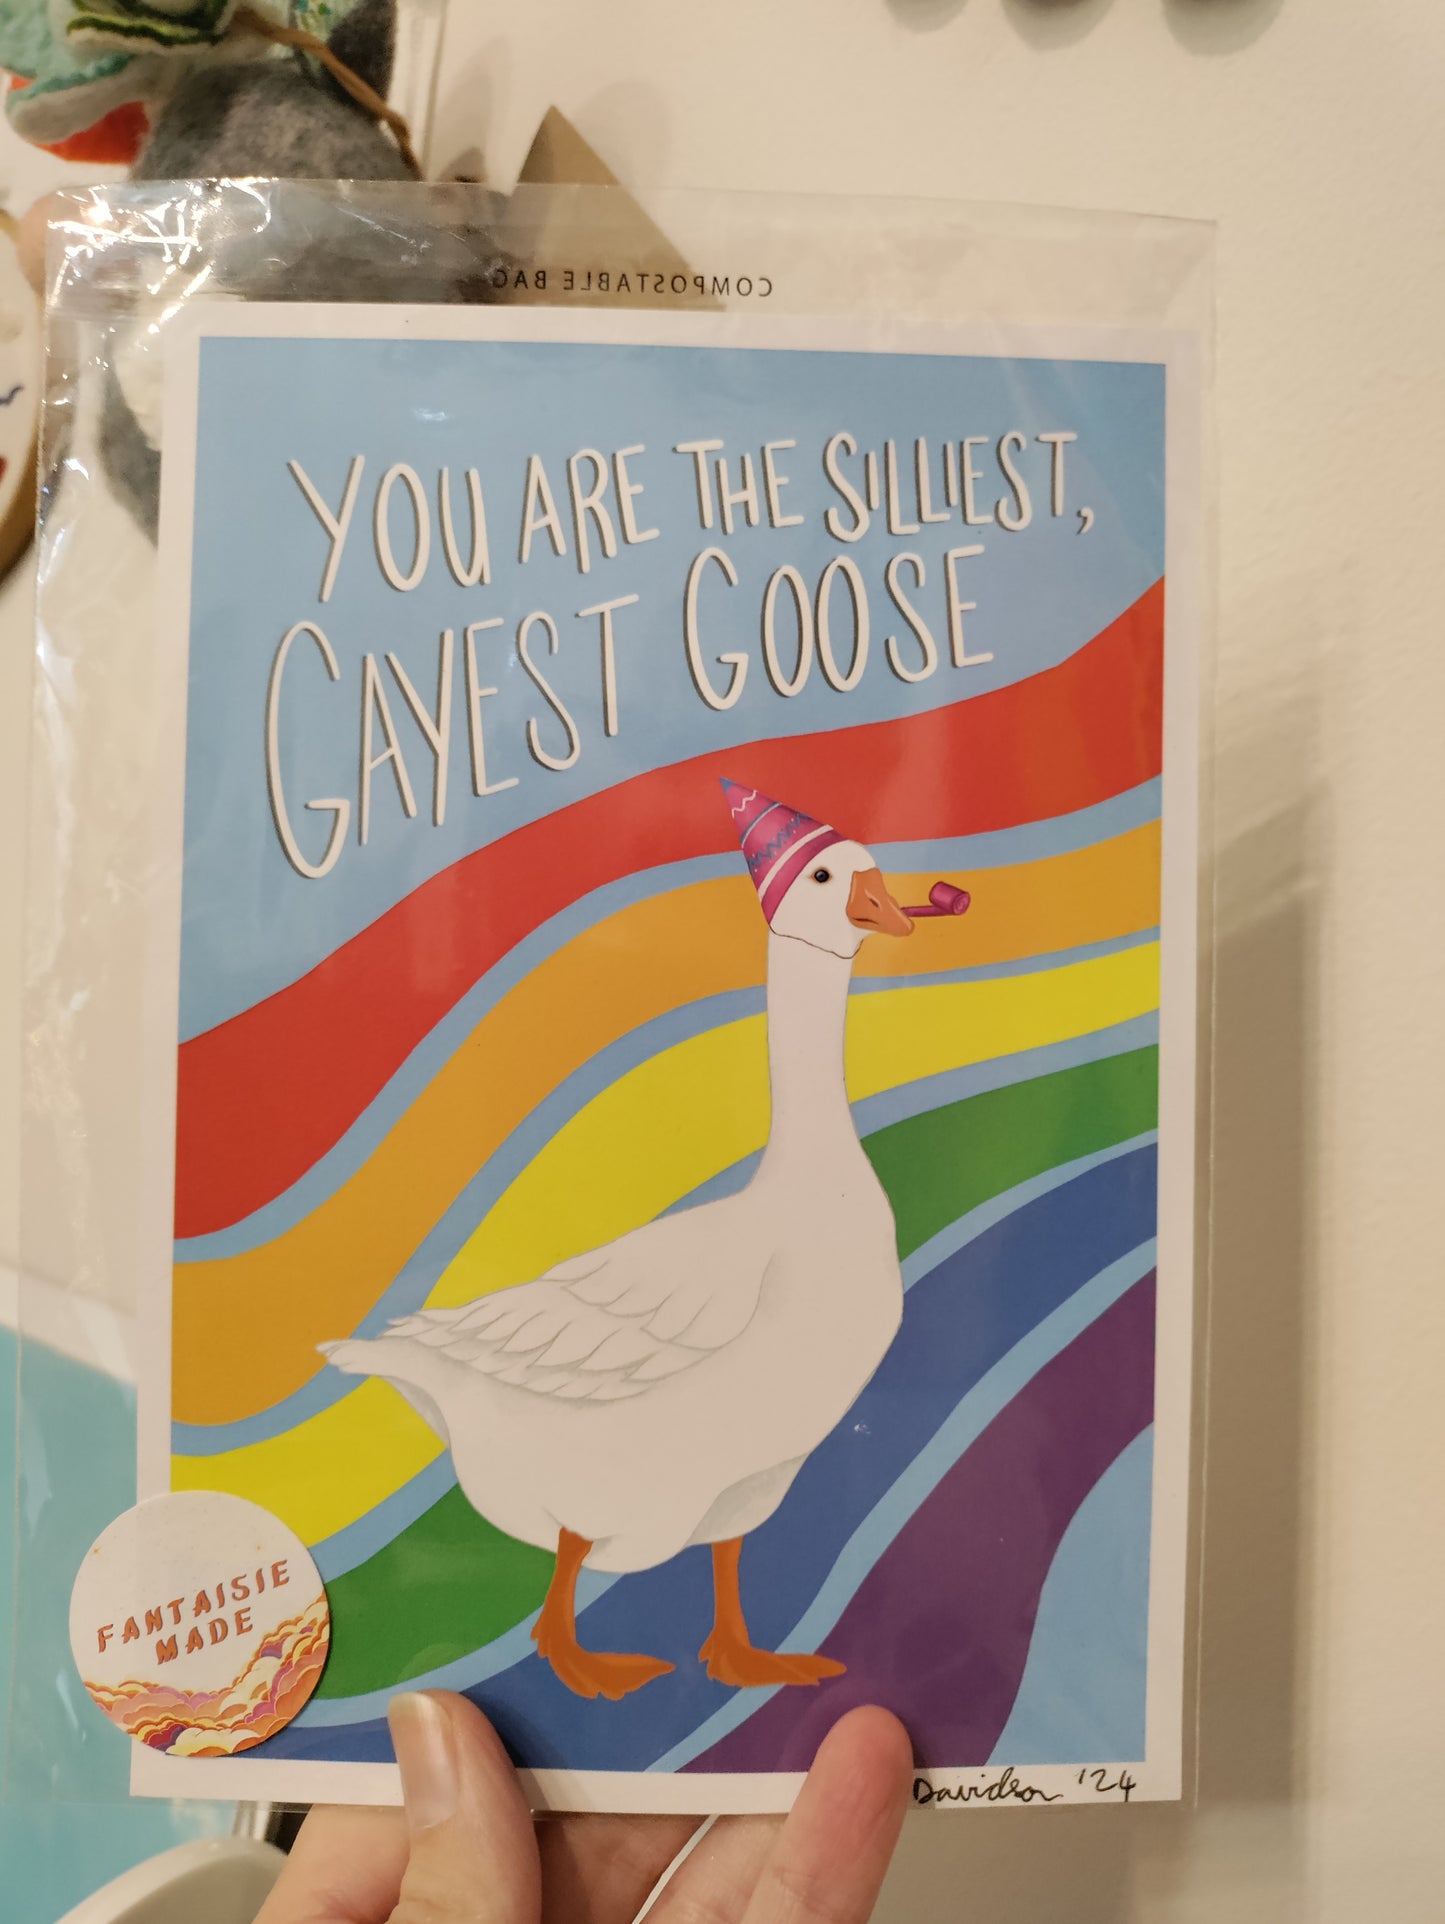 COMPOSTABLE BAG
YOU ARE THE SILLIEST,
GAYEST GOOSE
FANTAISIE
MADE
Davidson '24